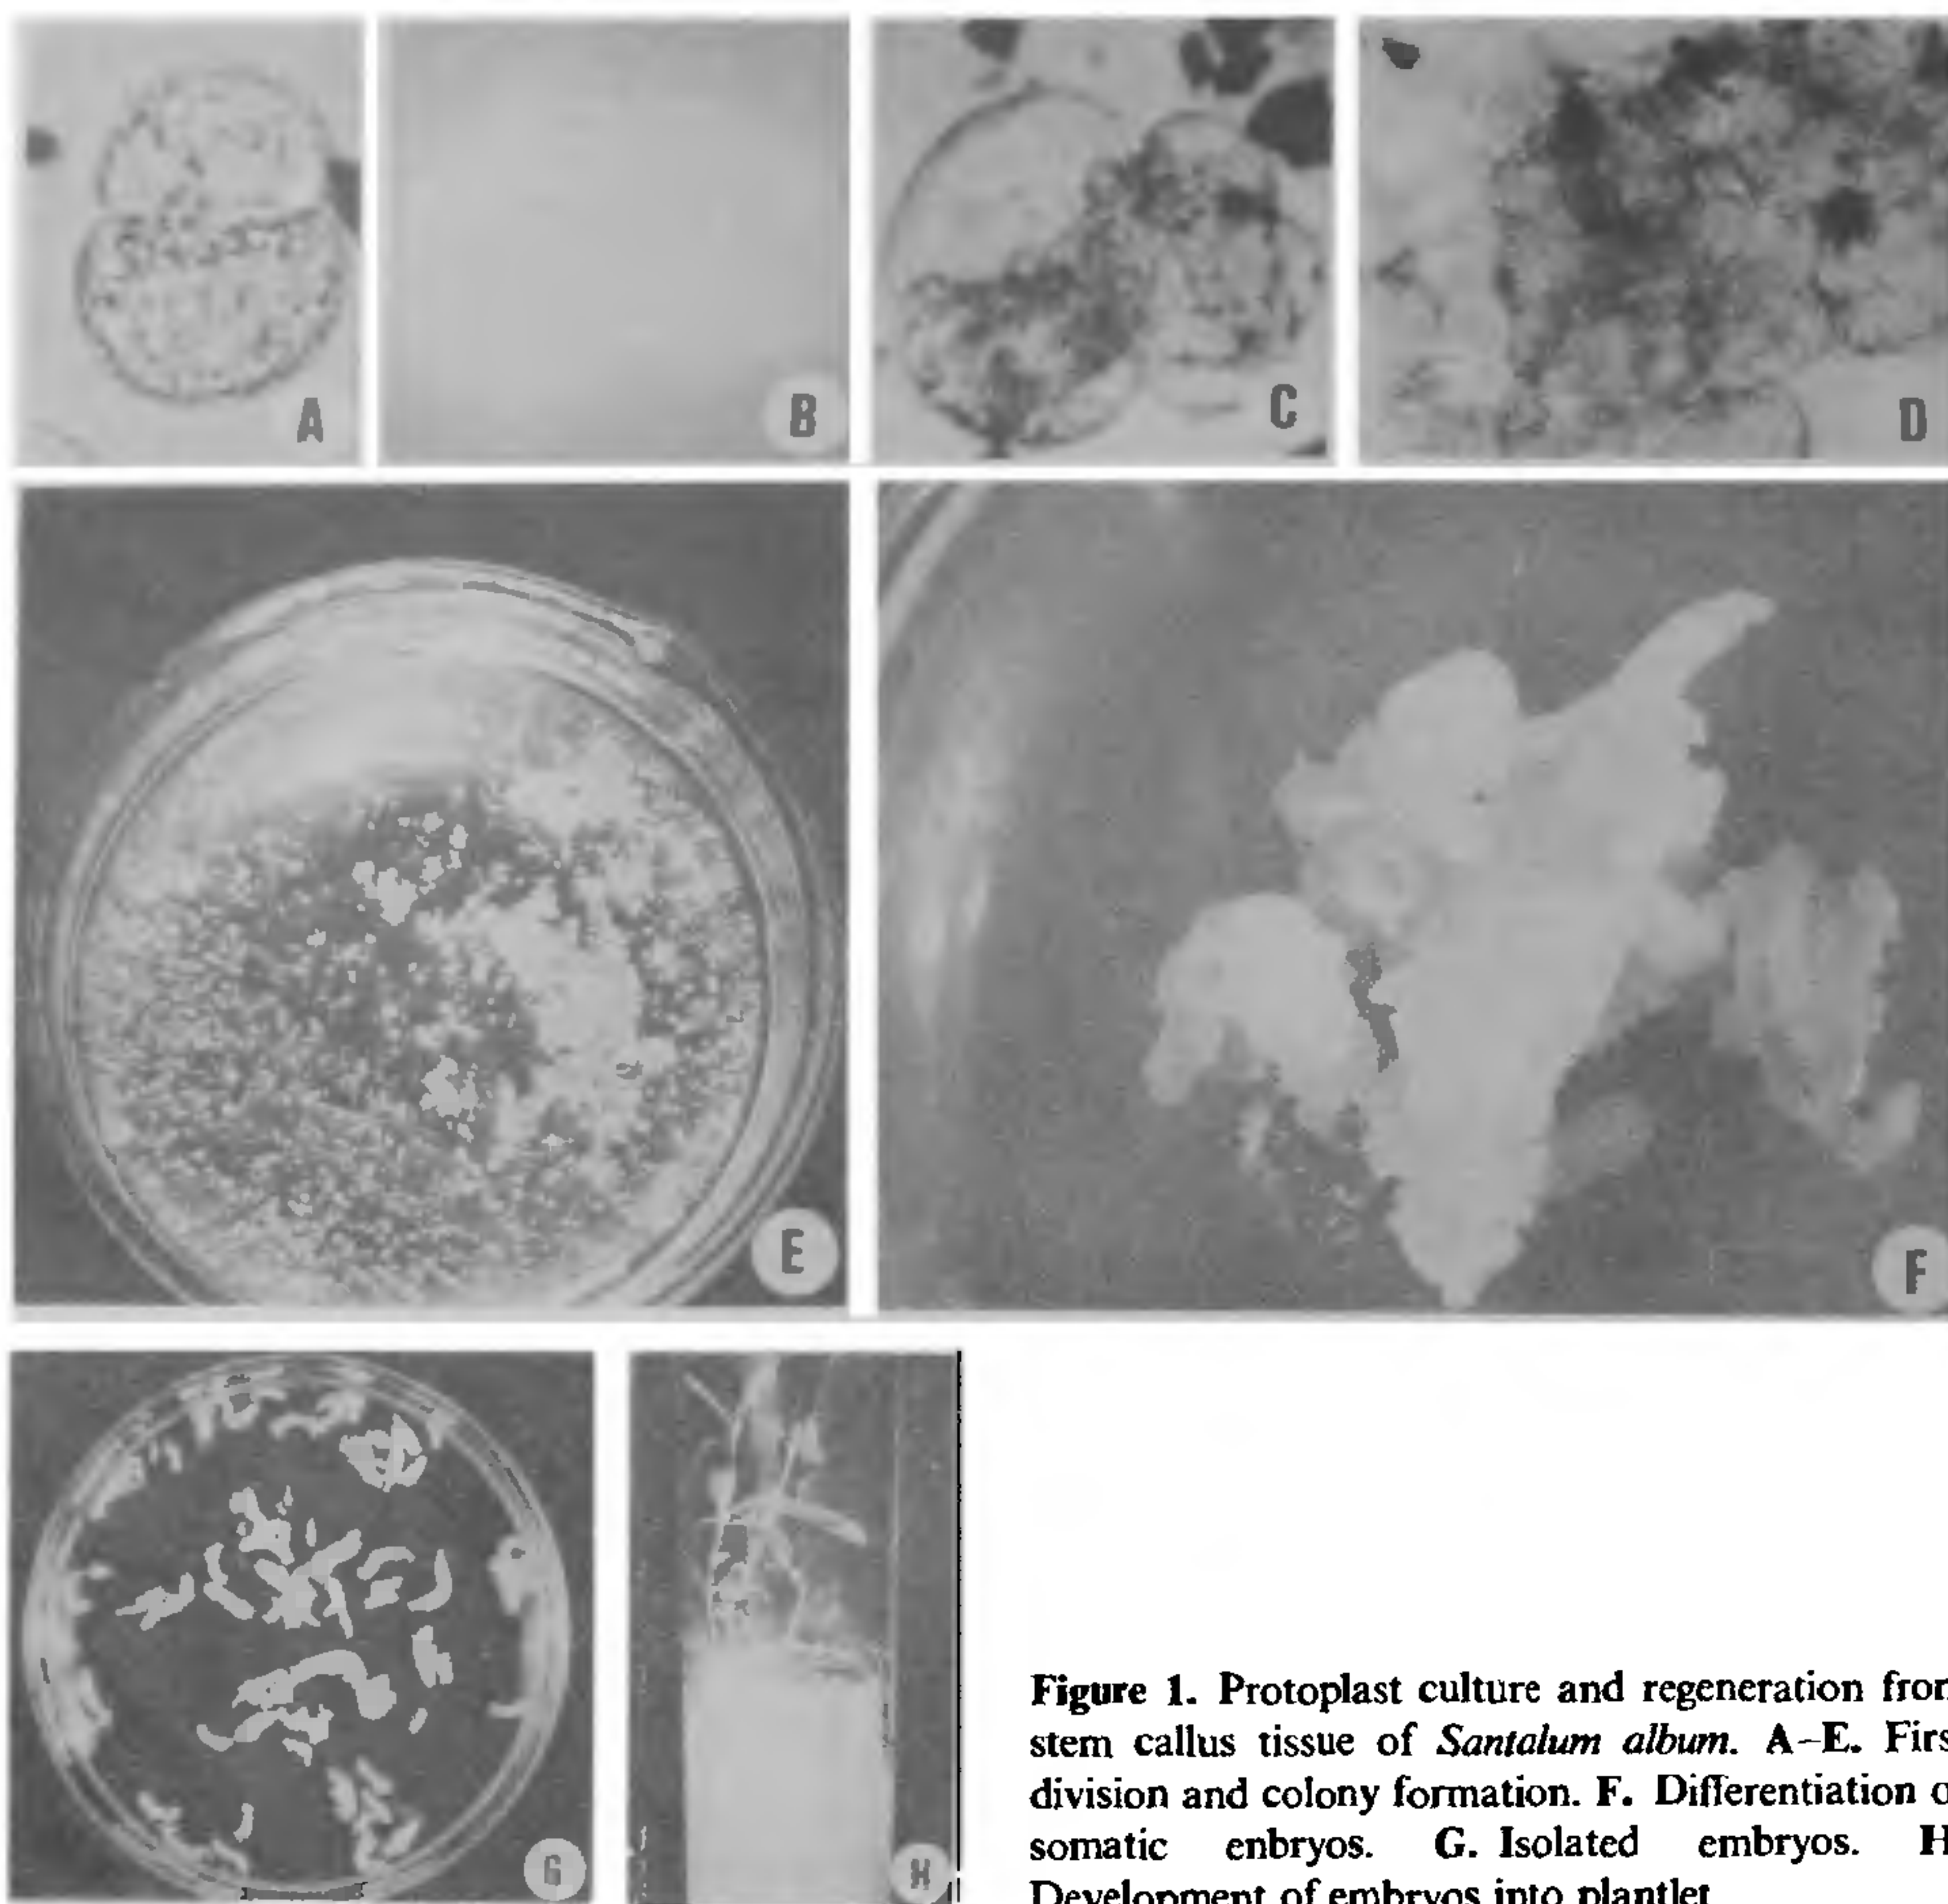 A
B
C
D
E
F
G
H
Figure 1. Protoplast culture and regeneration fron
stem callus tissue of Santalum album. A–E. Firs
division and colony formation. F. Differentiation o
somatic enbryos. G. Isolated embryos. H
Development of embryos into plantlet